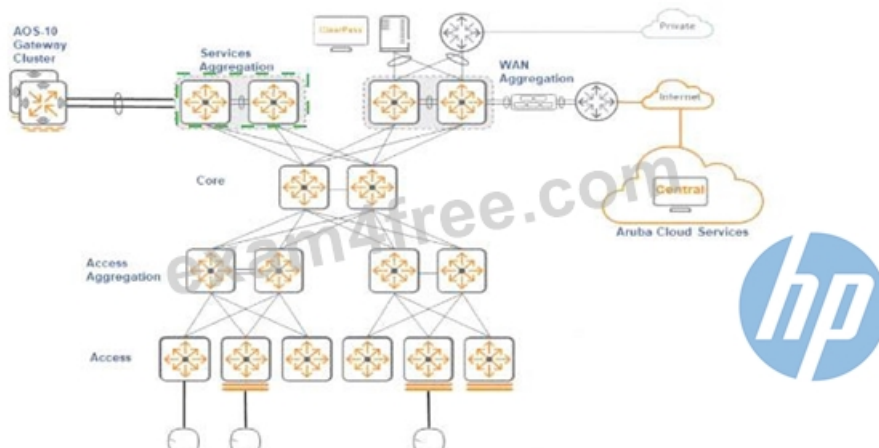 AOS-10
Gateway
Cluster
Services
Aggregation
ClearPass
Private
WAN
Aggregation
Internet
Core
Central
Aruba Cloud Services
exam4free.com
Access
Aggregation
hp
Access